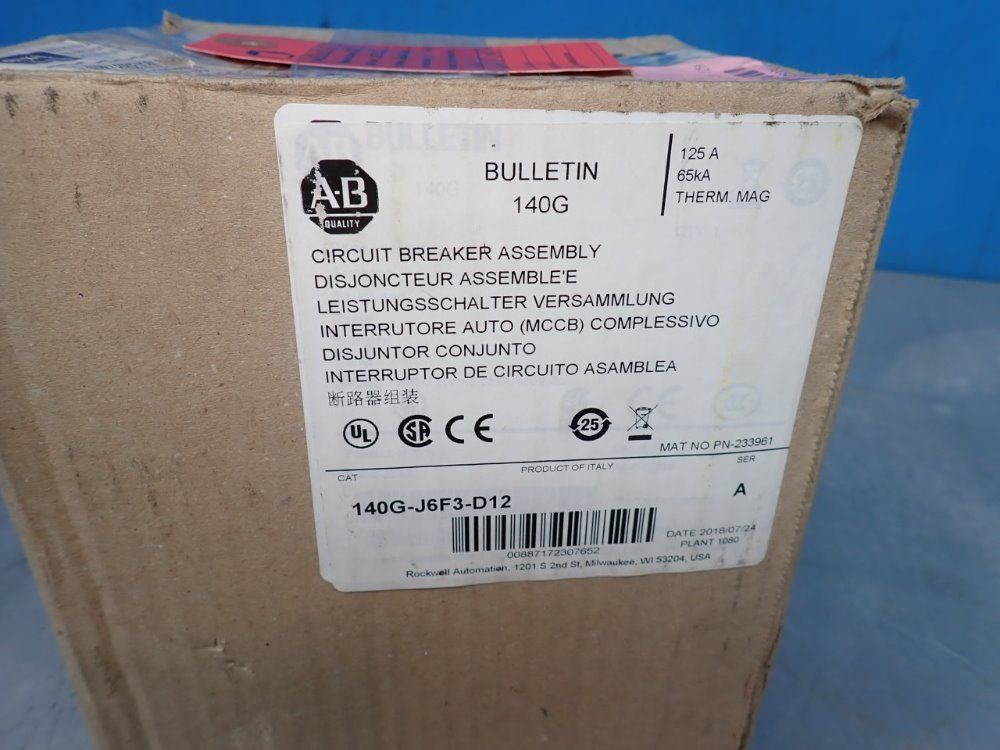 A-B
QUALITY
BULLETIN
140G
125 A
65kA
THERM. MAG
CIRCUIT BREAKER ASSEMBLY
DISJONCTEUR ASSEMBLE'E
LEISTUNGSSCHALTER VERSAMMLUNG
INTERRUTORE AUTO (MCCB) COMPLESSIVO
DISJUNTOR CONJUNTO
INTERRUPTOR DE CIRCUITO ASAMBLEA
断路器组装
UL
SA
CE
25
MAT NO PN-233961
CAT
PRODUCT OF ITALY
SER
140G-J6F3-D12
A
00887172307652
DATE 2018/07/24
PLANT 1080
Rockwell Automation, 1201 S 2nd St, Milwaukee, WI 53204, USA